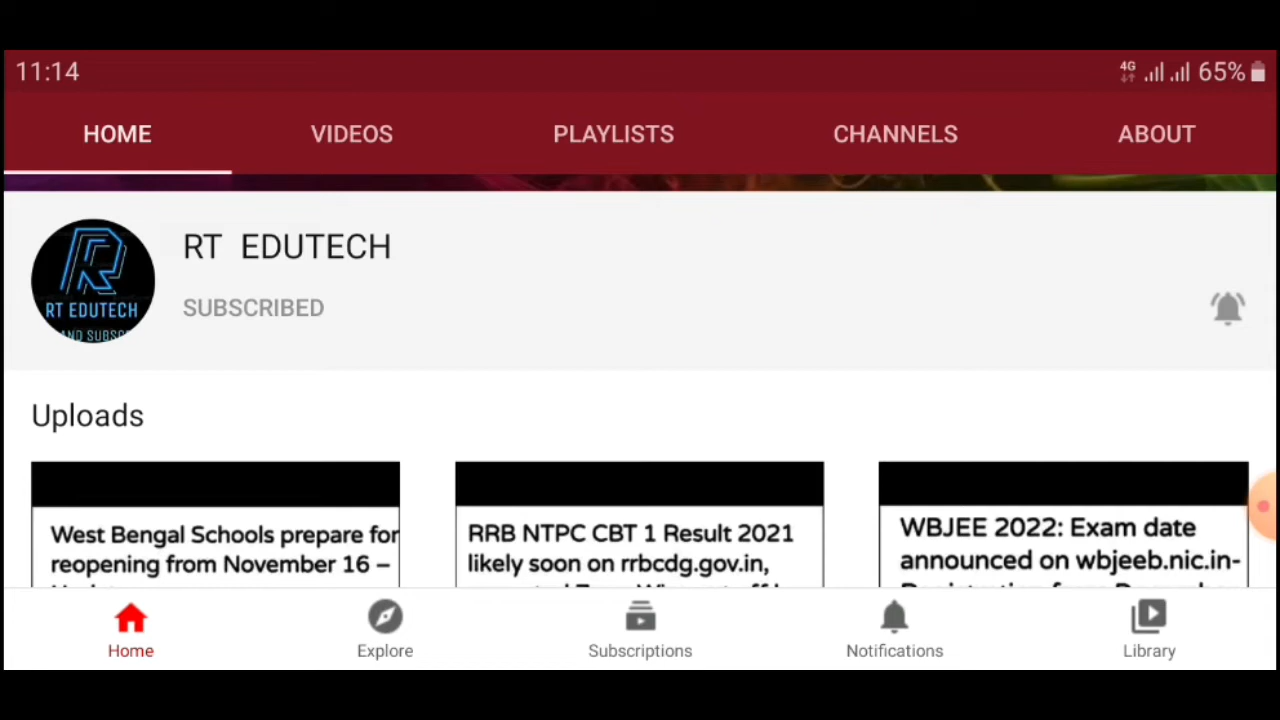 11:14
4G 65%
HOME VIDEOS PLAYLISTS CHANNELS ABOUT
RT EDUTECH
SUBSCRIBED
RT EDUTECH
AND SUBSC
Uploads
West Bengal Schools prepare for
reopening from November 16 –
RRB NTPC CBT 1 Result 2021
likely soon on rrbcdg.gov.in,
WBJEE 2022: Exam date
announced on wbjeeb.nic.in-
Home Explore Subscriptions Notifications Library